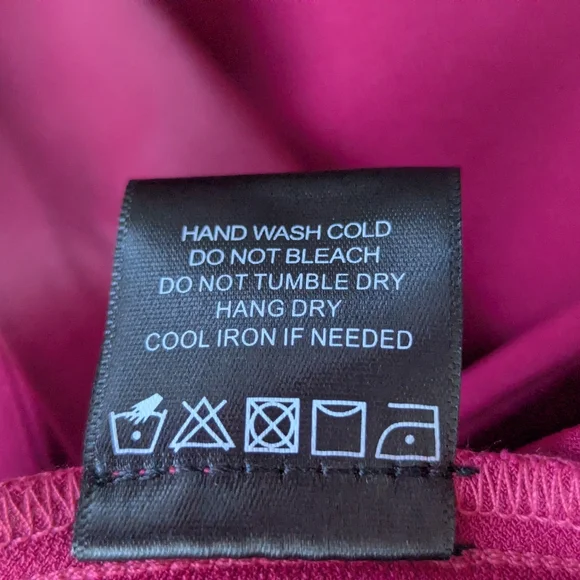 HAND WASH COLD
DO NOT BLEACH
DO NOT TUMBLE DRY
HANG DRY
COOL IRON IF NEEDED